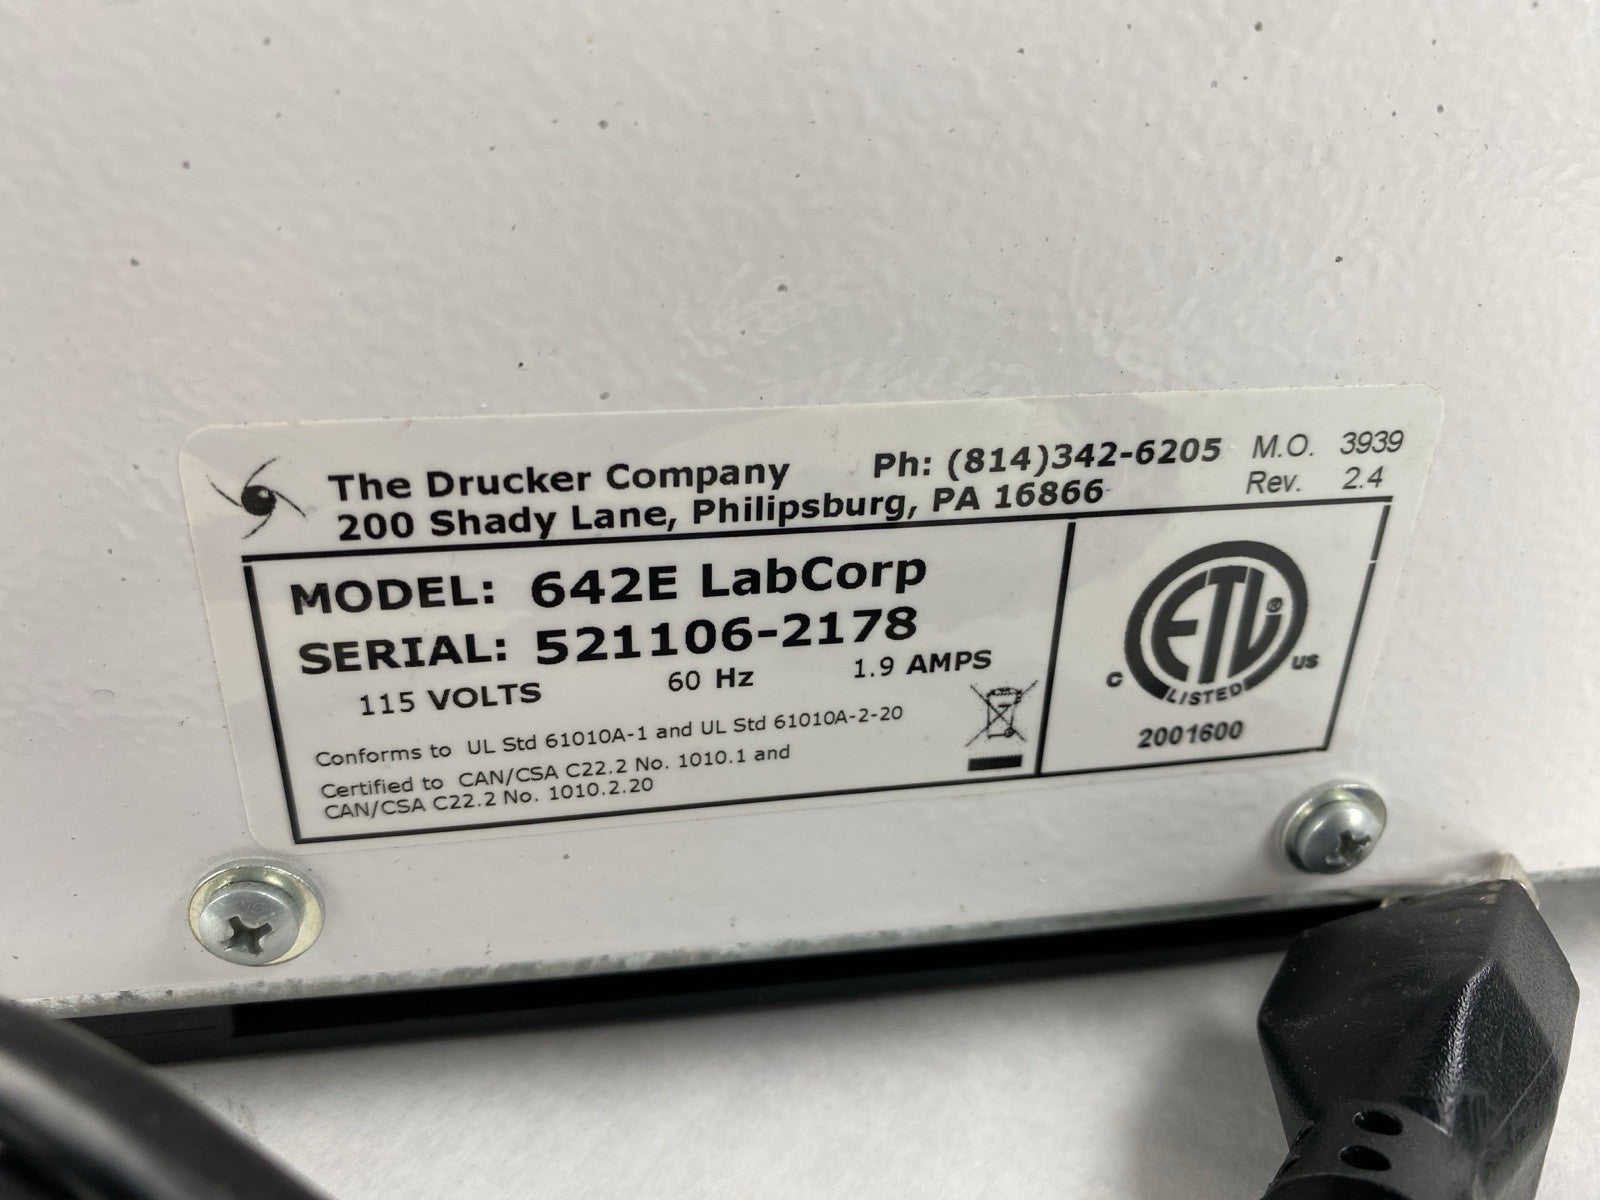 The Drucker Company Ph: (814)342-6205 M.O. 3939
200 Shady Lane, Philipsburg, PA 16866 Rev. 2.4
MODEL: 642E LabCorp
SERIAL: 521106-2178
115 VOLTS 60 Hz 1.9 AMPS
Conforms to UL Std 61010A-1 and UL Std 61010A-2-20
Certified to CAN/CSA C22.2 No. 1010.1 and
CAN/CSA C22.2 No. 1010.2.20
ETL®
C LISTED US
2001600